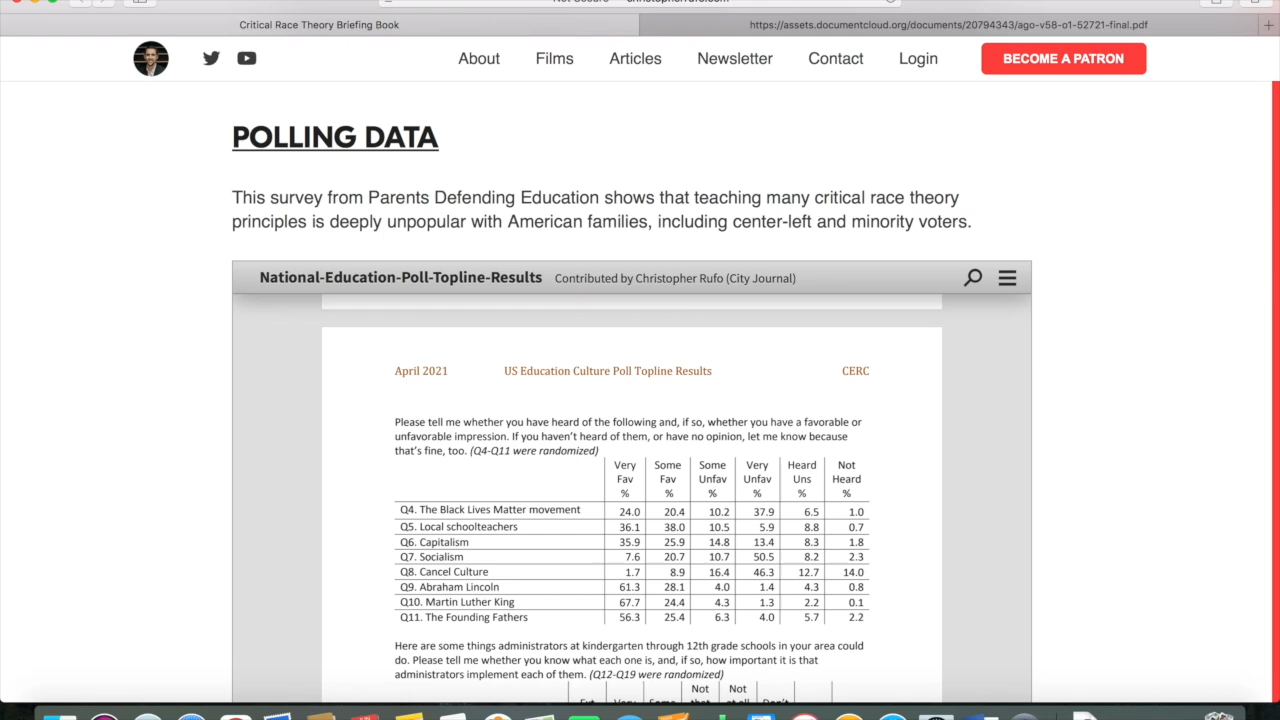 Critical Race Theory Briefing Book https://assets.documentcloud.org/documents/20794343/ago-v58-o1-52721-final.pdf
About Films Articles Newsletter Contact Login BECOME A PATRON
POLLING DATA
This survey from Parents Defending Education shows that teaching many critical race theory
principles is deeply unpopular with American families, including center-left and minority voters.
National-Education-Poll-Topline-Results Contributed by Christopher Rufo (City Journal)
April 2021 US Education Culture Poll Topline Results CERC
Please tell me whether you have heard of the following and, if so, whether you have a favorable or
unfavorable impression. If you haven't heard of them, or have no opinion, let me know because
that's fine, too. (Q4-Q11 were randomized)
Very Some Some Very Heard Not
Fav Fav Unfav Unfav Uns Heard
% % % % % %
Q4. The Black Lives Matter movement 24.0 20.4 10.2 37.9 6.5 1.0
Q5. Local schoolteachers 36.1 38.0 10.5 5.9 8.8 0.7
Q6. Capitalism 35.9 25.9 14.8 13.4 8.3 1.8
Q7. Socialism 7.6 20.7 10.7 50.5 8.2 2.3
Q8. Cancel Culture 1.7 8.9 16.4 46.3 12.7 14.0
Q9. Abraham Lincoln 61.3 28.1 4.0 1.4 4.3 0.8
Q10. Martin Luther King 67.7 24.4 4.3 1.3 2.2 0.1
Q11. The Founding Fathers 56.3 25.4 6.3 4.0 5.7 2.2
Here are some things administrators at kindergarten through 12th grade schools in your area could
do. Please tell me whether you know what each one is, and, if so, how important it is that
administrators implement each of them. (Q12-Q19 were randomized)
Not Not